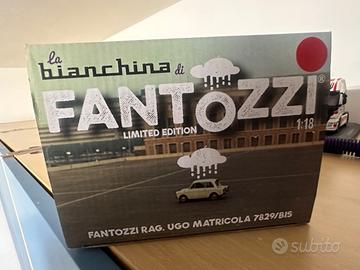 la
bianchina di
FANTOZZI®
LIMITED EDITION
1:18
FANTOZZI RAG. UGO MATRICOLA 7829/BIS
subito